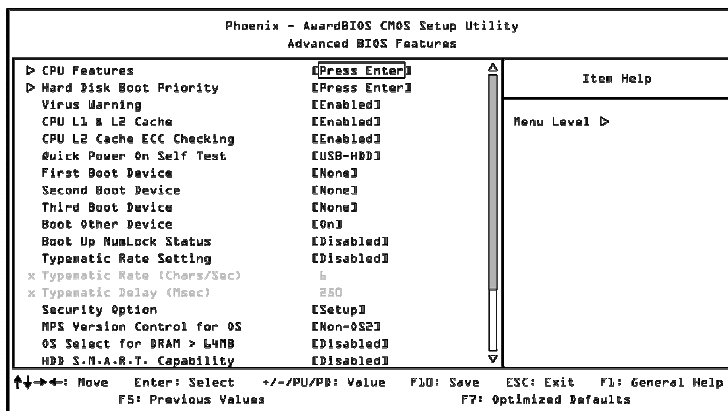 Phoenix - AwardBIOS CMOS Setup Utility
Advanced BIOS Features
▷ CPU Features [Press Enter]
▷ Hard Disk Boot Priority [Press Enter]
Virus Warning [Enabled]
CPU L1 & L2 Cache [Enabled]
CPU L2 Cache ECC Checking [Enabled]
Quick Power On Self Test [USB-HDD]
First Boot Device [None]
Second Boot Device [None]
Third Boot Device [None]
Boot Other Device [On]
Boot Up NumLock Status [Disabled]
Typematic Rate Setting [Disabled]
x Typematic Rate (Chars/Sec) 6
x Typematic Delay (Msec) 250
Security Option [Setup]
MPS Version Control for OS [Non-OS2]
OS Select for DRAM > 64MB [Disabled]
HDD S.M.A.R.T. Capability [Disabled]
Item Help
Menu Level ▷
↑↓→←: Move Enter: Select +/-/PU/PD: Value F10: Save ESC: Exit F1: General Help
F5: Previous Values F7: Optimized Defaults